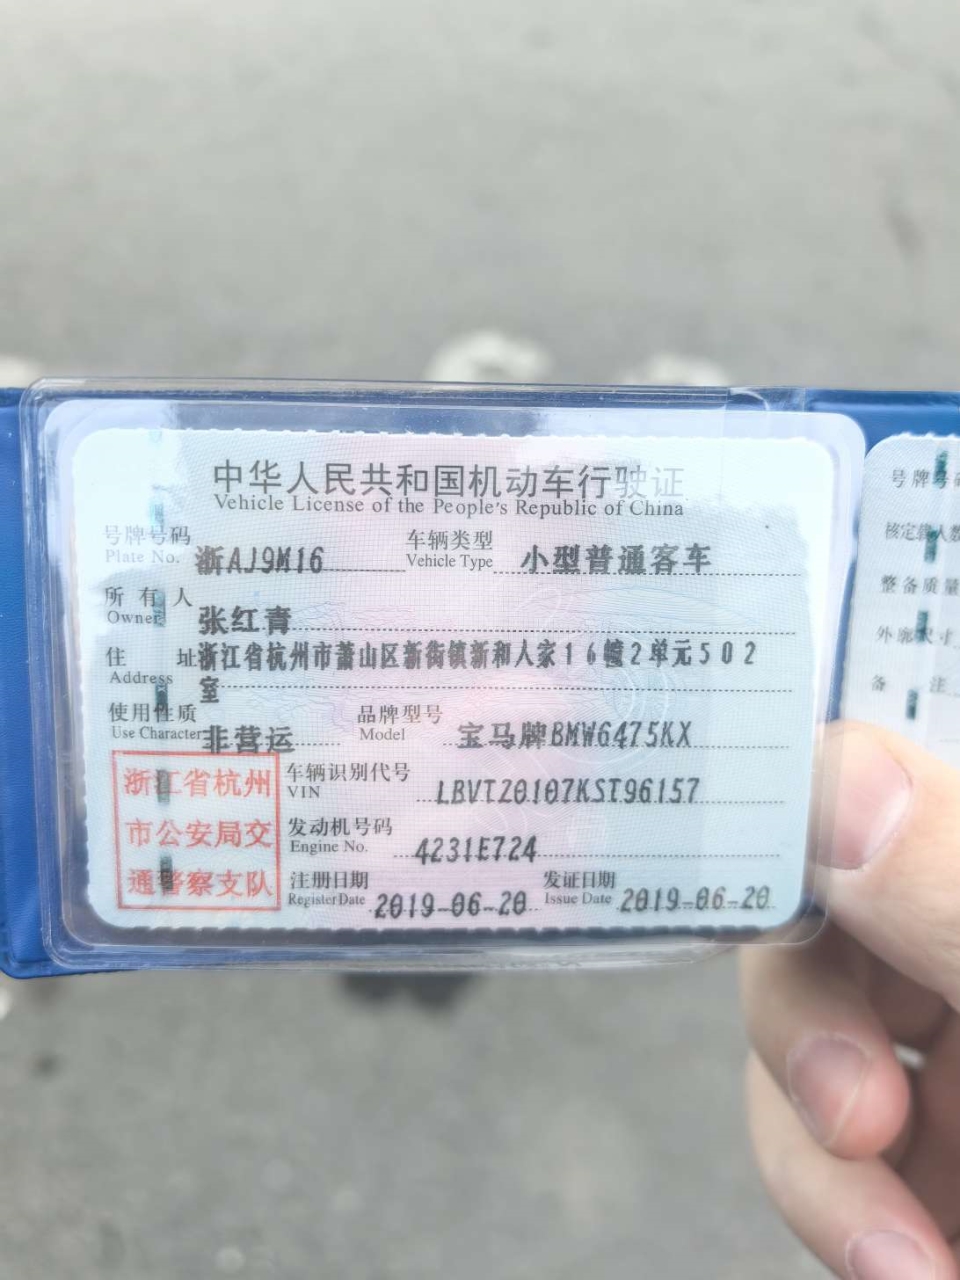 中华人民共和国机动车行驶证
Vehicle License of the People's Republic of China
号牌号码 浙AJ9M16 车辆类型 小型普通客车
Plate No. Vehicle Type
所有人 张红青
Owner
住址 浙江省杭州市萧山区新街镇新和人家16幢2单元502
Address 室
使用性质 非营运 品牌型号 宝马牌BMW6475KX
Use Character Model
浙江省杭州
市公安局交
通警察支队
车辆识别代号 LBVTZ0107KST96157
VIN
发动机号码 4231E724
Engine No.
注册日期 2019-06-20 发证日期 2019-06-20
Register Date Issue Date
号牌号
核定载人数
整备质量
外廓尺寸
备注